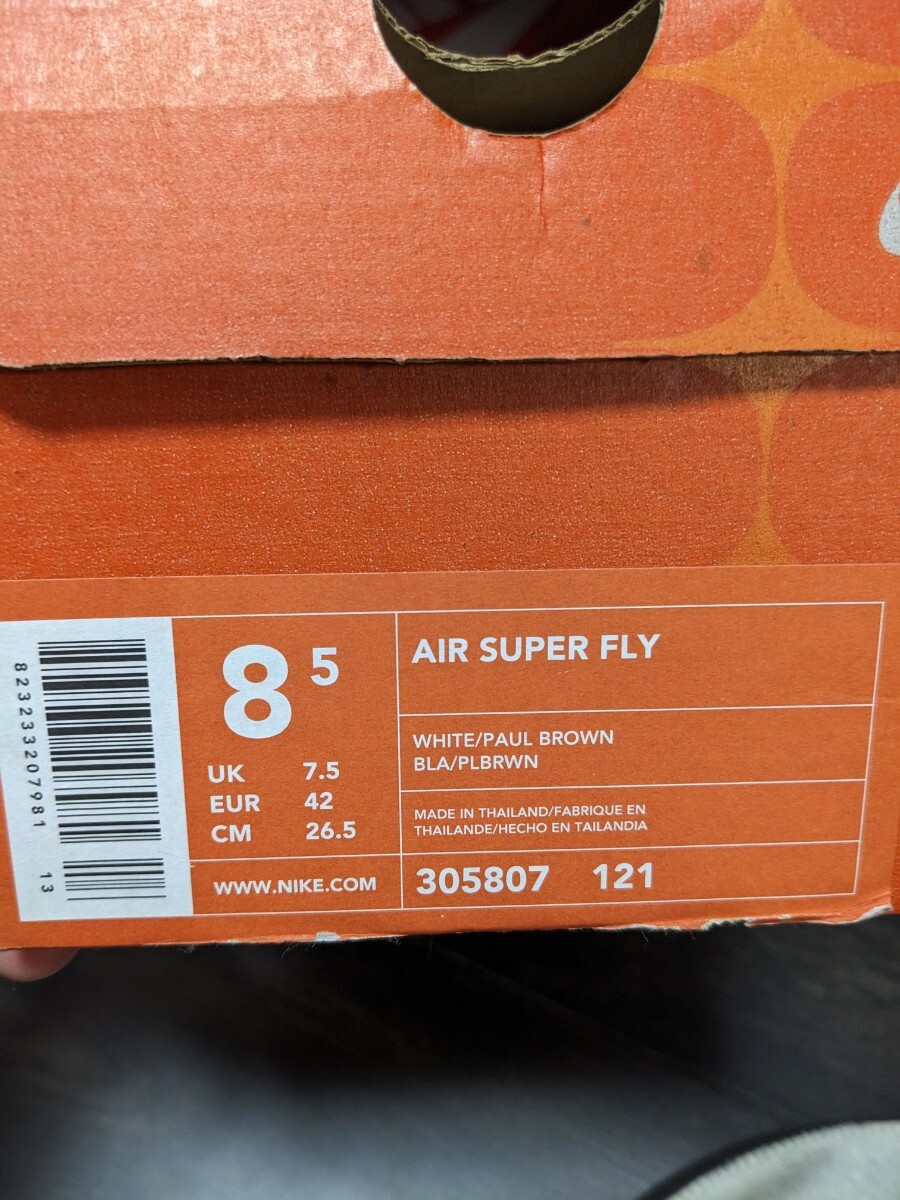 8 5
UK 7.5
EUR 42
CM 26.5
WWW.NIKE.COM
AIR SUPER FLY
WHITE/PAUL BROWN
BLA/PLBRWN
MADE IN THAILAND/FABRIQUE EN
THAILANDE/HECHO EN TAILANDIA
305807 121
823233207981 13